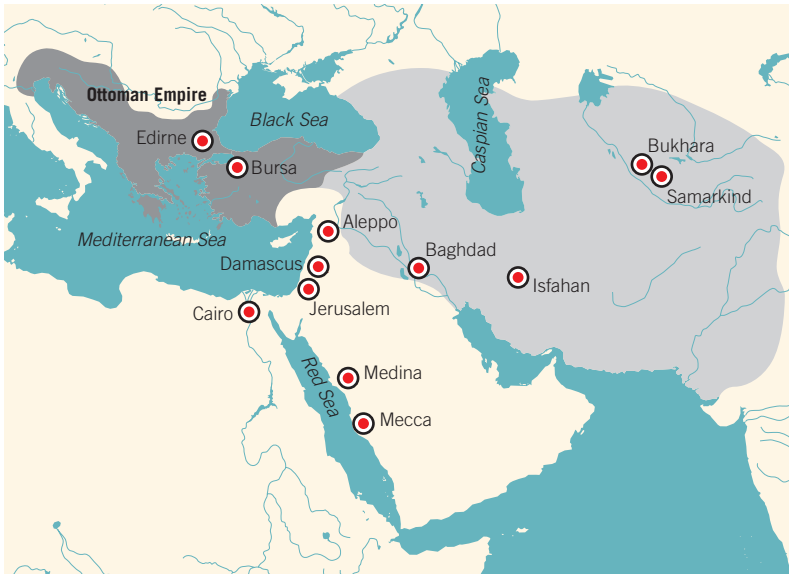 Ottoman Empire
Black Sea
Caspian Sea
Edirne
Bursa
Bukhara
Samarkind
Aleppo
Mediterranean Sea
Baghdad
Damascus
Isfahan
Jerusalem
Cairo
Medina
Red Sea
Mecca